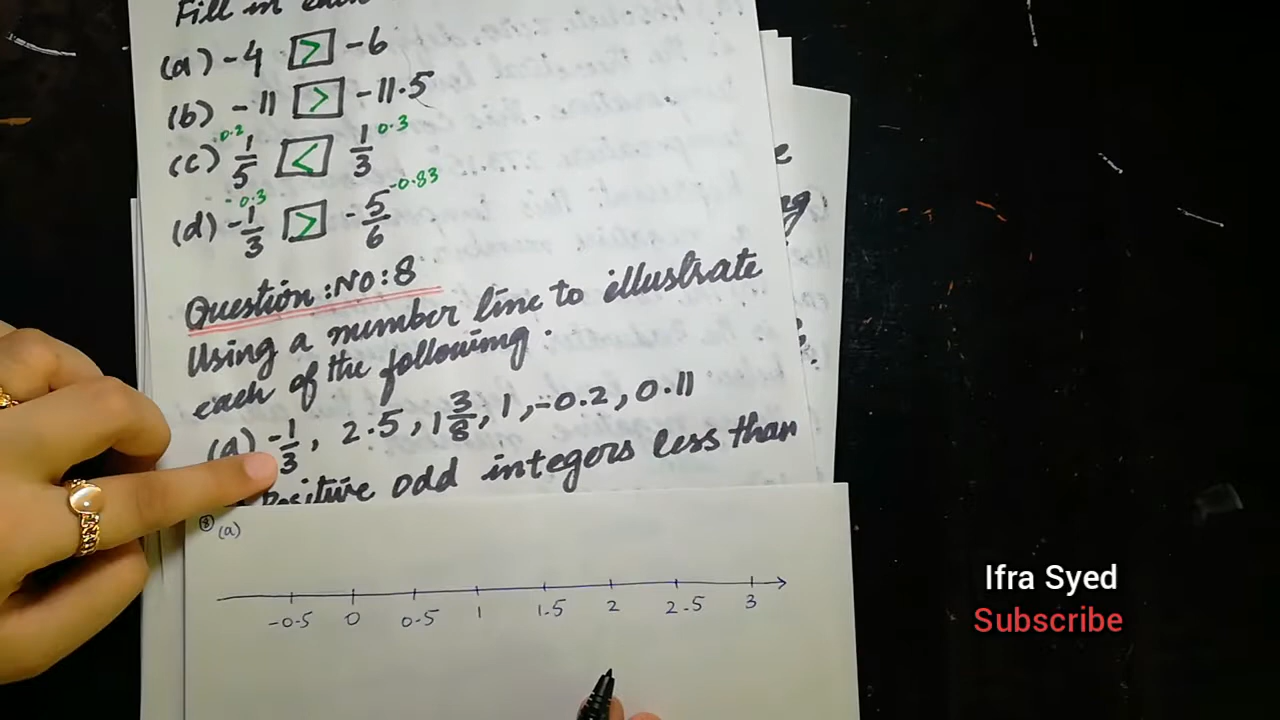 Fill in
(a) -4 > -6
(b) -11 > -11.5
(c) 0.2 1/5 < 1/3 0.3
(d) -0.3 -1/3 > -5/6 -0.83
Question:No:8
Using a number line to illustrate
each of the following:
(a) -1/3, 2.5, 1 3/8, 1, -0.2, 0.11
Positive odd integers less than
⑧ (a)
-0.5 0 0.5 1 1.5 2 2.5 3
Ifra Syed
Subscribe